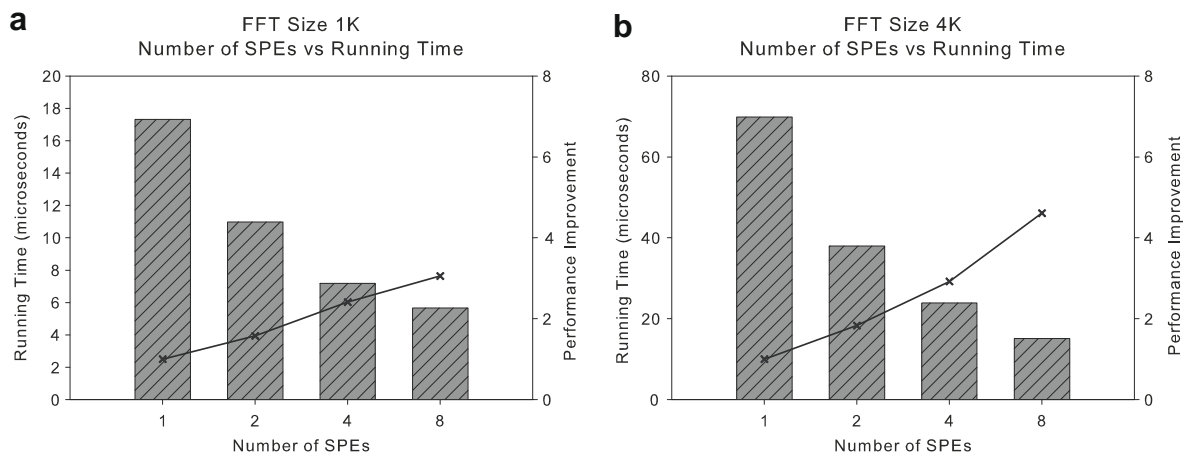 a
FFT Size 1K
Number of SPEs vs Running Time
Running Time (microseconds)
20
18
16
14
12
10
8
6
4
2
0
8
6
4
2
0
Performance Improvement
1 2 4 8
Number of SPEs
b
FFT Size 4K
Number of SPEs vs Running Time
Running Time (microseconds)
80
60
40
20
0
8
6
4
2
0
Performance Improvement
1 2 4 8
Number of SPEs